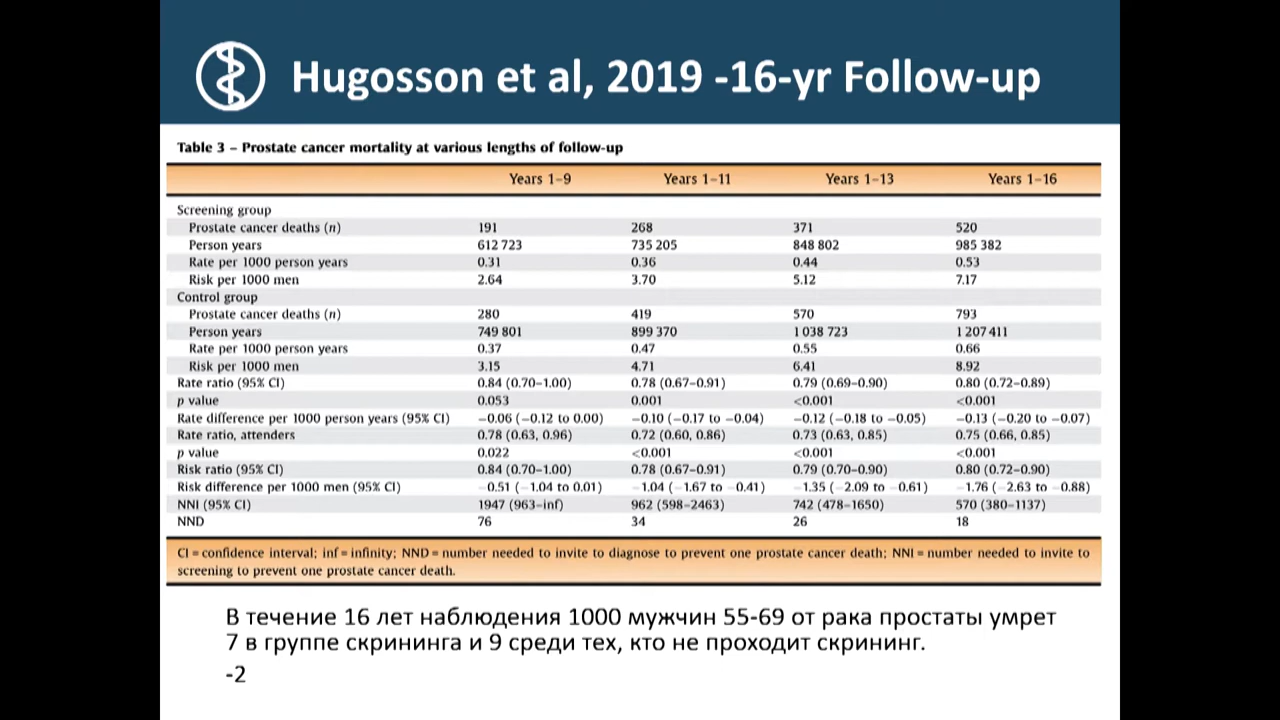 Hugosson et al, 2019 -16-yr Follow-up
Table 3 – Prostate cancer mortality at various lengths of follow-up
Years 1–9 Years 1–11 Years 1–13 Years 1–16
Screening group
Prostate cancer deaths (n) 191 268 371 520
Person years 612 723 735 205 848 802 985 382
Rate per 1000 person years 0.31 0.36 0.44 0.53
Risk per 1000 men 2.64 3.70 5.12 7.17
Control group
Prostate cancer deaths (n) 280 419 570 793
Person years 749 801 899 370 1 038 723 1 207 411
Rate per 1000 person years 0.37 0.47 0.55 0.66
Risk per 1000 men 3.15 4.71 6.41 8.92
Rate ratio (95% CI) 0.84 (0.70–1.00) 0.78 (0.67–0.91) 0.79 (0.69–0.90) 0.80 (0.72–0.89)
p value 0.053 0.001 <0.001 <0.001
Rate difference per 1000 person years (95% CI) −0.06 (−0.12 to 0.00) −0.10 (−0.17 to −0.04) −0.12 (−0.18 to −0.05) −0.13 (−0.20 to −0.07)
Rate ratio, attenders 0.78 (0.63, 0.96) 0.72 (0.60, 0.86) 0.73 (0.63, 0.85) 0.75 (0.66, 0.85)
p value 0.022 <0.001 <0.001 <0.001
Risk ratio (95% CI) 0.84 (0.70–1.00) 0.78 (0.67–0.91) 0.79 (0.70–0.90) 0.80 (0.72–0.90)
Risk difference per 1000 men (95% CI) −0.51 (−1.04 to 0.01) −1.04 (−1.67 to −0.41) −1.35 (−2.09 to −0.61) −1.76 (−2.63 to −0.88)
NNI (95% CI) 1947 (963–inf) 962 (598–2463) 742 (478–1650) 570 (380–1137)
NND 76 34 26 18
CI = confidence interval; inf = infinity; NND = number needed to invite to diagnose to prevent one prostate cancer death; NNI = number needed to invite to
screening to prevent one prostate cancer death.
В течение 16 лет наблюдения 1000 мужчин 55-69 от рака простаты умрет
7 в группе скрининга и 9 среди тех, кто не проходит скрининг.
-2